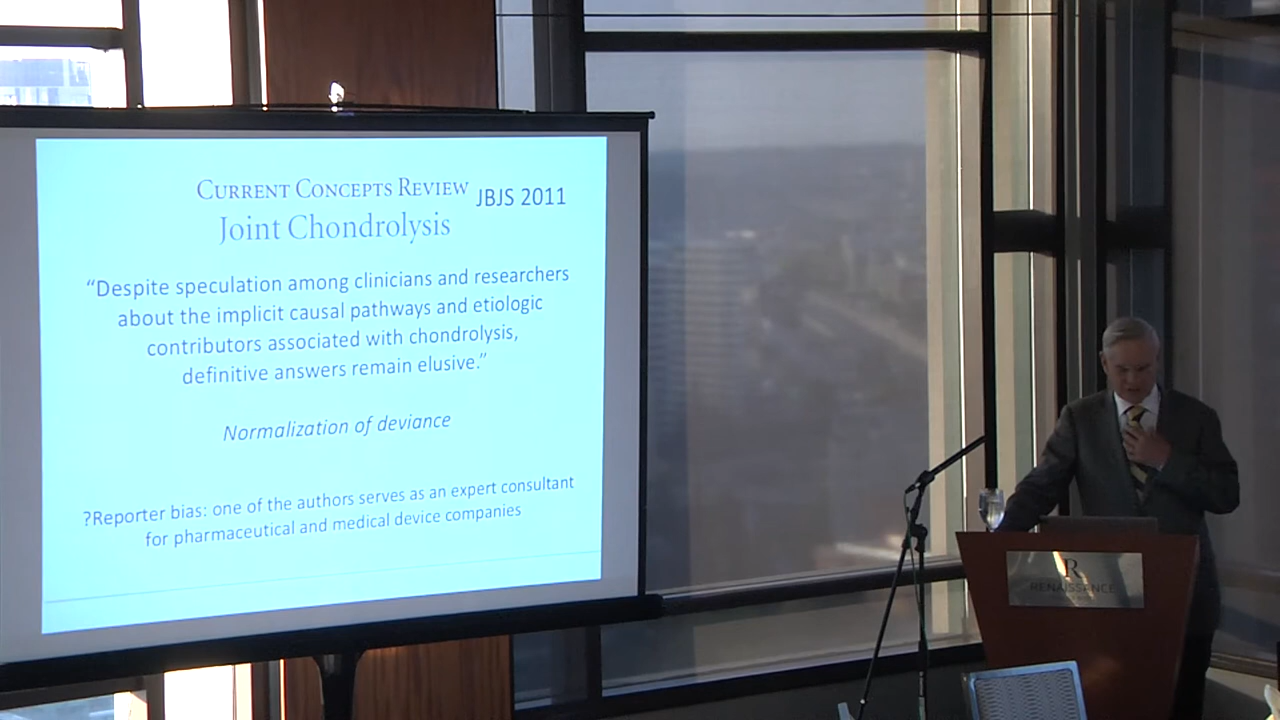 CURRENT CONCEPTS REVIEW JBJS 2011
Joint Chondrolysis
“Despite speculation among clinicians and researchers
about the implicit causal pathways and etiologic
contributors associated with chondrolysis,
definitive answers remain elusive.”
Normalization of deviance
?Reporter bias: one of the authors serves as an expert consultant
for pharmaceutical and medical device companies
R
RENAISSANCE